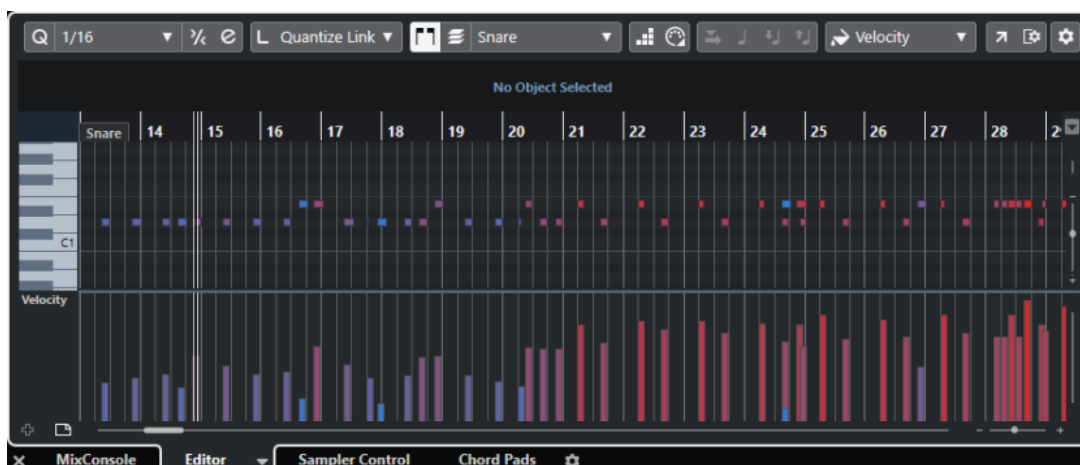 Q 1/16 L Quantize Link Snare Velocity
No Object Selected
Snare 14 15 16 17 18 19 20 21 22 23 24 25 26 27 28
C1
Velocity
MixConsole Editor Sampler Control Chord Pads